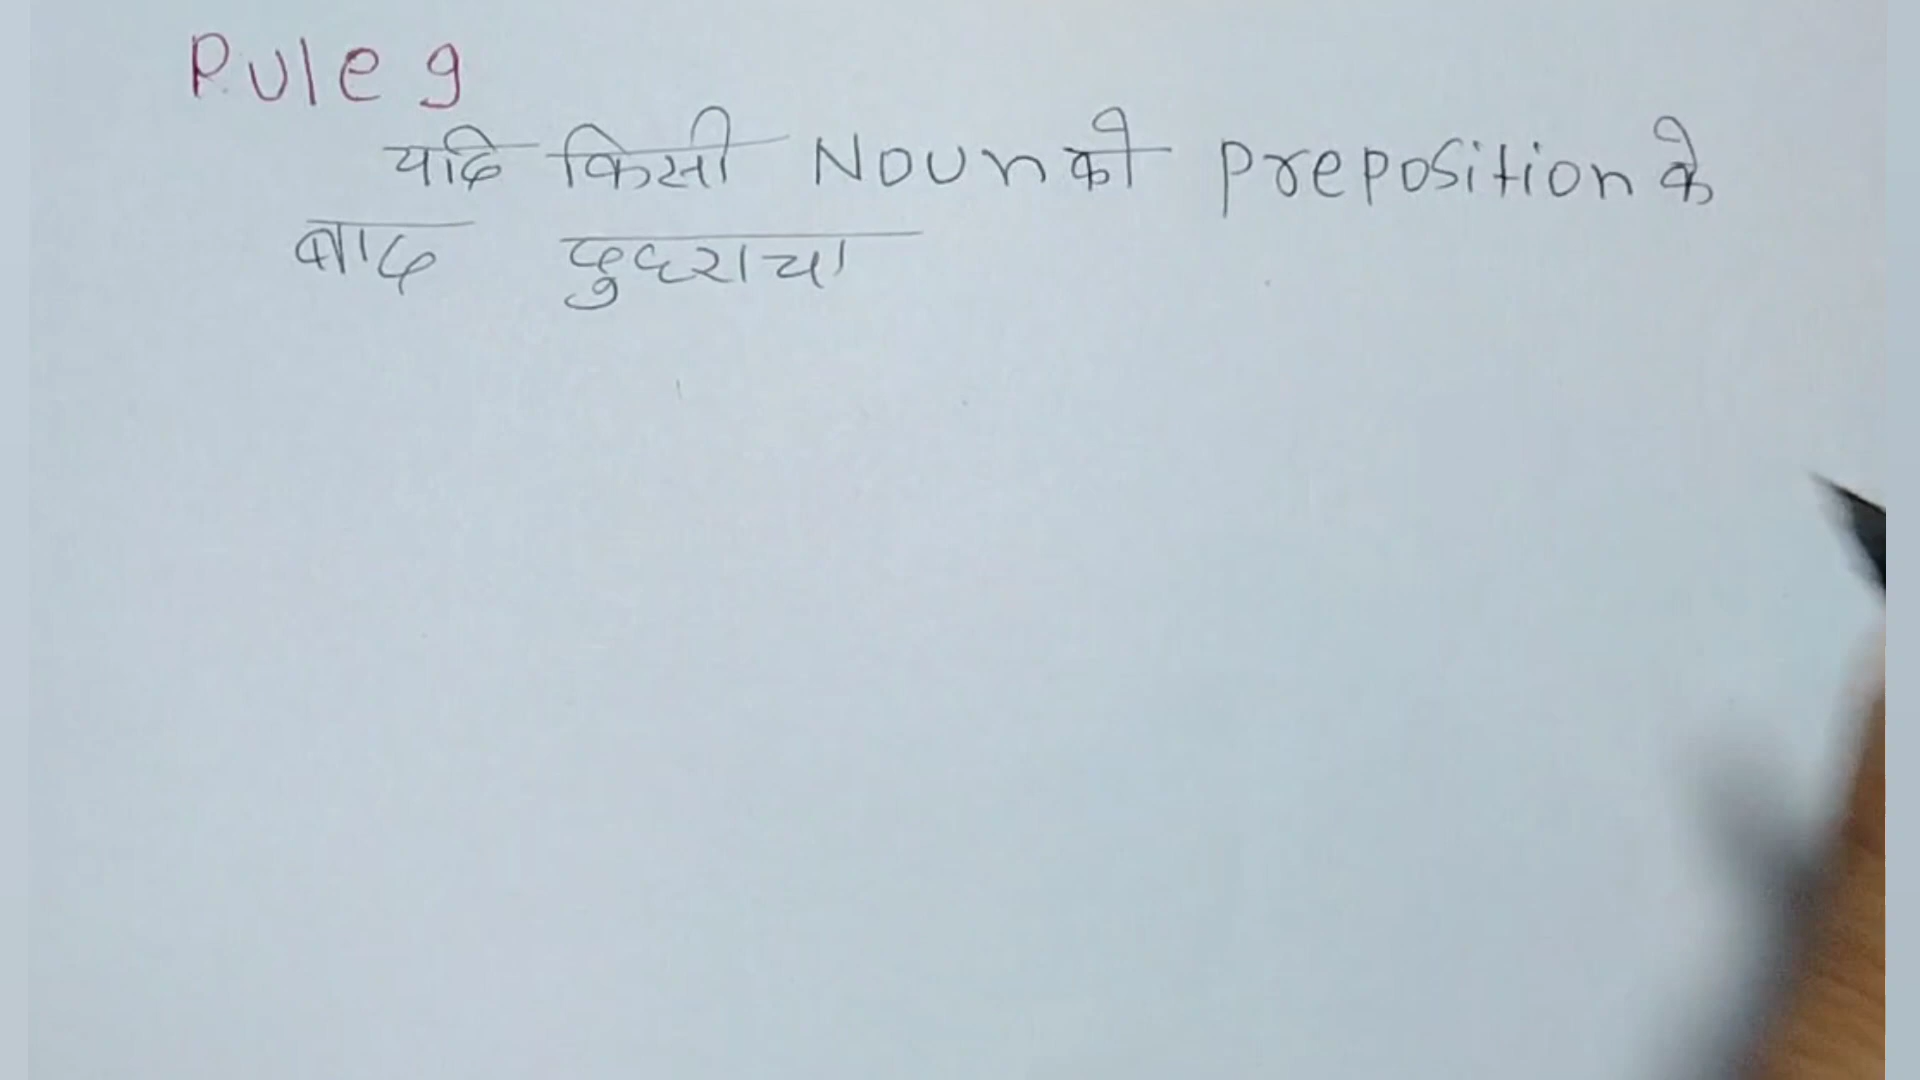 Rule 9
यदि किसी Noun को preposition के
बाद दुहराया